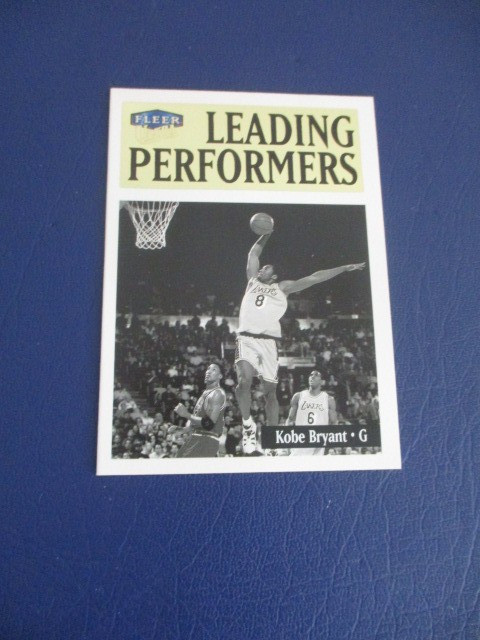 FLEER
LEADING
PERFORMERS
LAKERS
8
LAKERS
6
Kobe Bryant • G